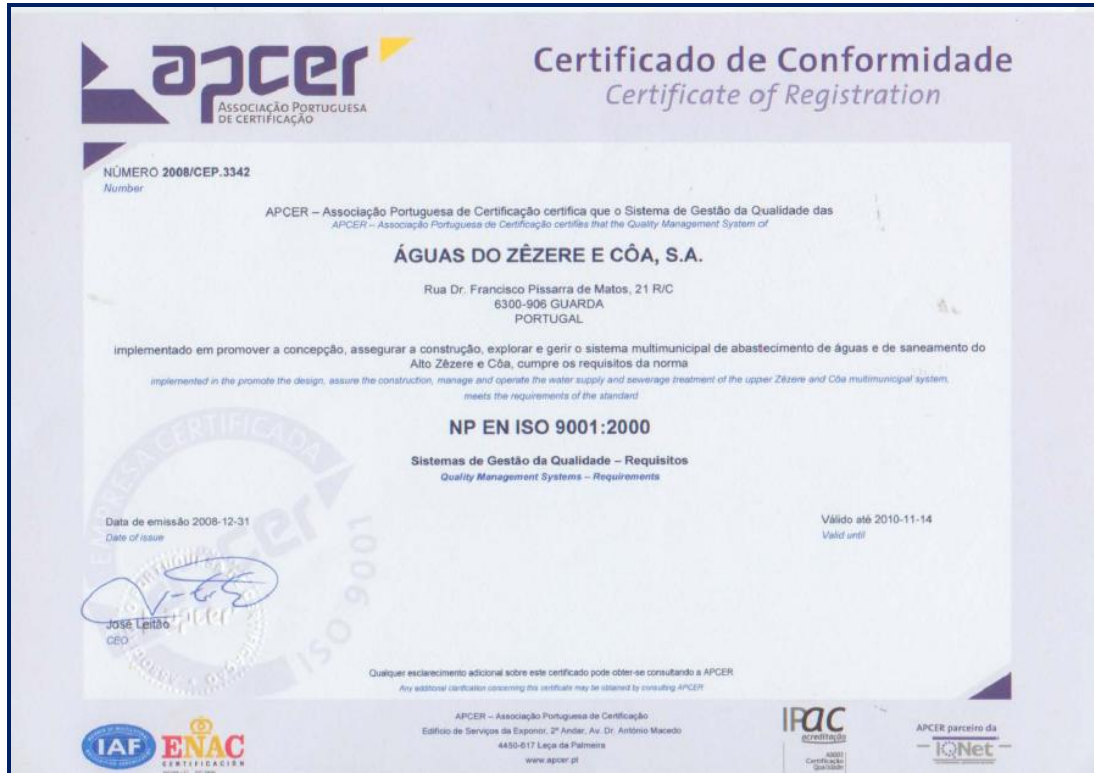 apcer
ASSOCIAÇÃO PORTUGUESA
DE CERTIFICAÇÃO
Certificado de Conformidade
Certificate of Registration
NÚMERO 2008/CEP.3342
Number
APCER – Associação Portuguesa de Certificação certifica que o Sistema de Gestão da Qualidade das
APCER – Associação Portuguesa de Certificação certifies that the Quality Management System of
ÁGUAS DO ZÊZERE E CÔA, S.A.
Rua Dr. Francisco Pissarra de Matos, 21 R/C
6300-906 GUARDA
PORTUGAL
implementado em promover a concepção, assegurar a construção, explorar e gerir o sistema multimunicipal de abastecimento de águas e de saneamento do
Alto Zêzere e Côa, cumpre os requisitos da norma
implemented in the promote the design, assure the construction, manage and operate the water supply and sewerage treatment of the upper Zêzere and Côa multimunicipal system,
meets the requirements of the standard
NP EN ISO 9001:2000
Sistemas de Gestão da Qualidade – Requisitos
Quality Management Systems – Requirements
EMPRESA CERTIFICADA
apcer
ISO 9001
Data de emissão 2008-12-31
Date of issue
Válido até 2010-11-14
Valid until
apcer
José Leitão
CEO
Qualquer esclarecimento adicional sobre este certificado pode obter-se consultando a APCER
Any additional clarification concerning this certificate may be obtained by consulting APCER
APCER – Associação Portuguesa de Certificação
Edifício de Serviços da Exponor, 2º Andar, Av. Dr. António Macedo
4450-617 Leça da Palmeira
www.apcer.pt
IAF
ENAC
CERTIFICACIÓN
IPAC
acreditação
Certificação
Qualidade
APCER parceiro da
IQNet